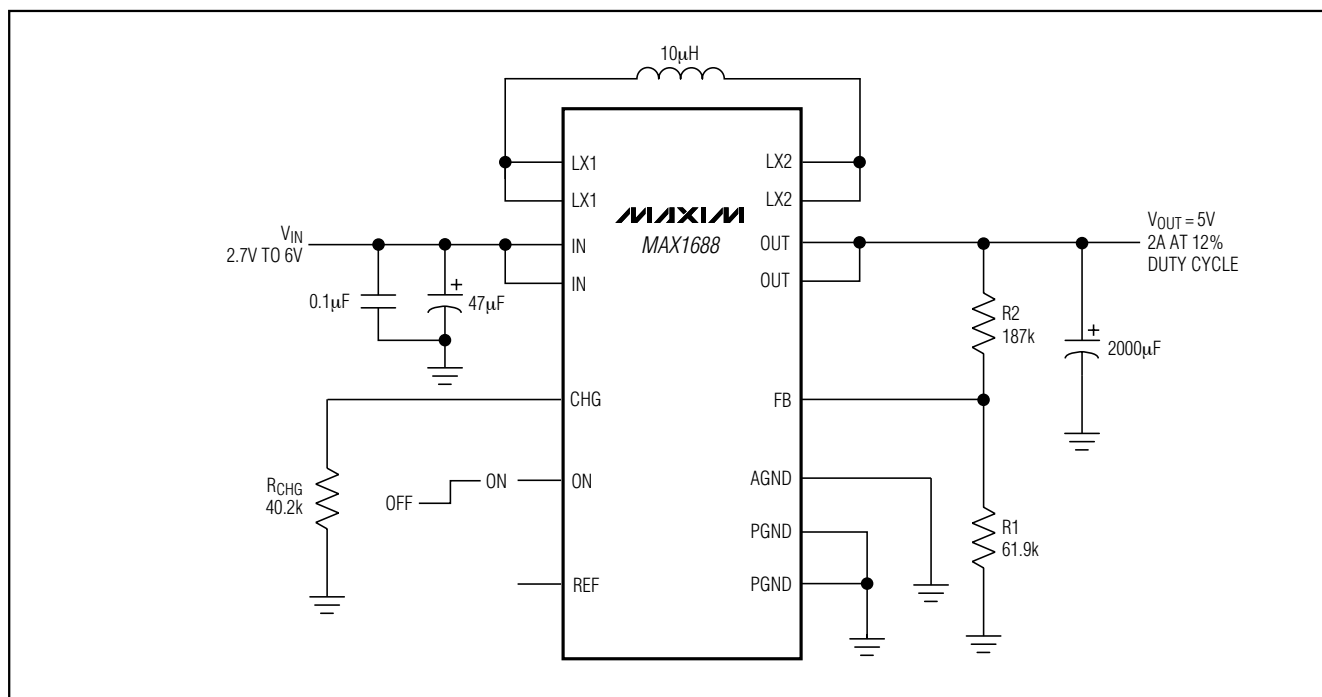 10µH
LX1
LX2
LX1
LX2
MAXIM
MAX1688
VIN
2.7V TO 6V
IN
OUT
VOUT = 5V
2A AT 12%
DUTY CYCLE
IN
OUT
0.1µF
+
47µF
R2
187k
+
2000µF
CHG
FB
RCHG
40.2k
OFF
ON
ON
AGND
PGND
R1
61.9k
REF
PGND